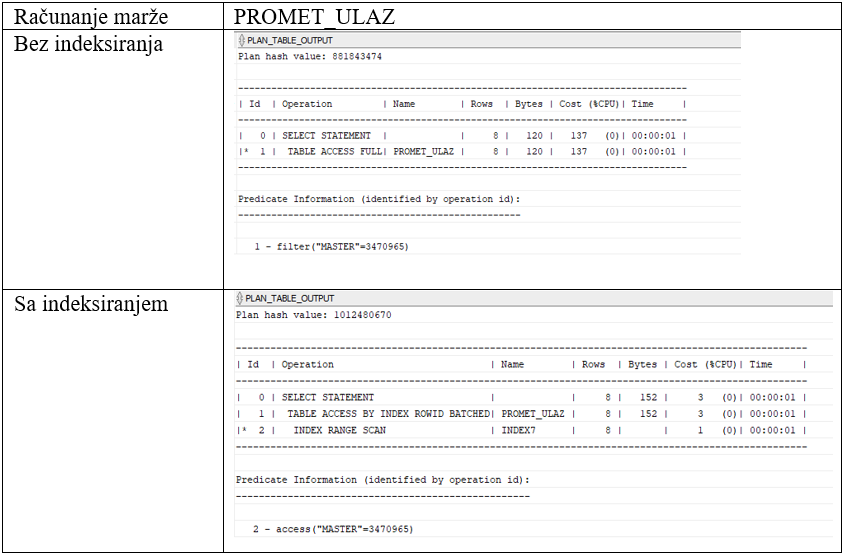 Računanje marže PROMET_ULAZ
Bez indeksiranja
PLAN_TABLE_OUTPUT
Plan hash value: 881843474
-------------------------------------------------------------------------------
| Id | Operation | Name | Rows | Bytes | Cost (%CPU)| Time |
-------------------------------------------------------------------------------
| 0 | SELECT STATEMENT | | 8 | 120 | 137 (0)| 00:00:01 |
|* 1 | TABLE ACCESS FULL| PROMET_ULAZ | 8 | 120 | 137 (0)| 00:00:01 |
-------------------------------------------------------------------------------
Predicate Information (identified by operation id):
---------------------------------------------------
1 - filter("MASTER"=3470965)
Sa indeksiranjem
PLAN_TABLE_OUTPUT
Plan hash value: 1012480670
---------------------------------------------------------------------------------------------------
| Id | Operation | Name | Rows | Bytes | Cost (%CPU)| Time |
---------------------------------------------------------------------------------------------------
| 0 | SELECT STATEMENT | | 8 | 152 | 3 (0)| 00:00:01 |
| 1 | TABLE ACCESS BY INDEX ROWID BATCHED| PROMET_ULAZ | 8 | 152 | 3 (0)| 00:00:01 |
|* 2 | INDEX RANGE SCAN | INDEX7 | 8 | | 1 (0)| 00:00:01 |
---------------------------------------------------------------------------------------------------
Predicate Information (identified by operation id):
---------------------------------------------------
2 - access("MASTER"=3470965)